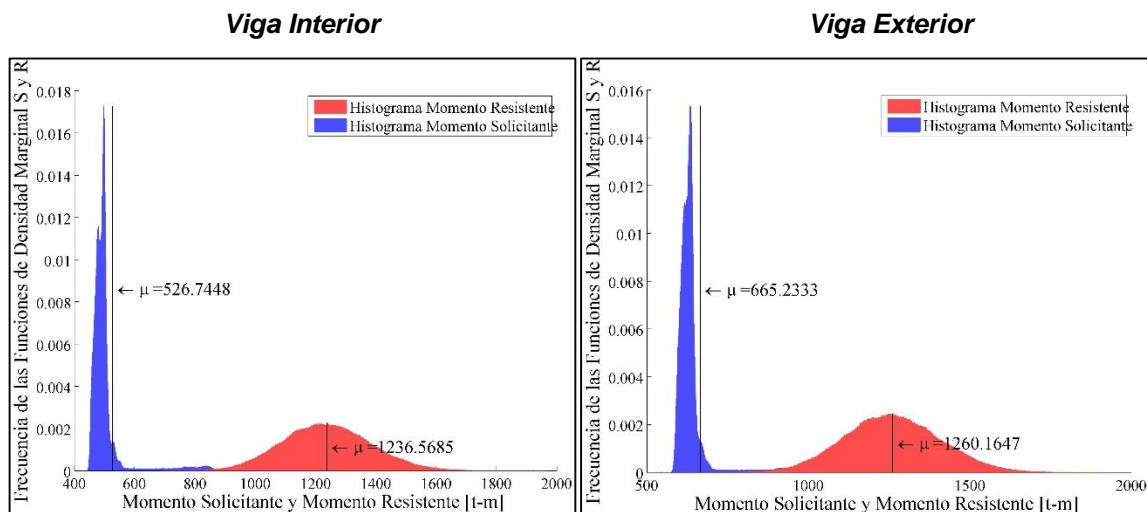 Viga Interior
Frecuencia de las Funciones de Densidad Marginal S y R
0.018
0.016
0.014
0.012
0.01
0.008
0.006
0.004
0.002
0
Histograma Momento Resistente
Histograma Momento Solicitante
← μ =526.7448
← μ =1236.5685
400 600 800 1000 1200 1400 1600 1800 2000
Momento Solicitante y Momento Resistente [t-m]
Viga Exterior
Frecuencia de las Funciones de Densidad Marginal S y R
0.016
0.014
0.012
0.01
0.008
0.006
0.004
0.002
0
Histograma Momento Resistente
Histograma Momento Solicitante
← μ =665.2333
← μ =1260.1647
500 1000 1500 2000
Momento Solicitante y Momento Resistente [t-m]